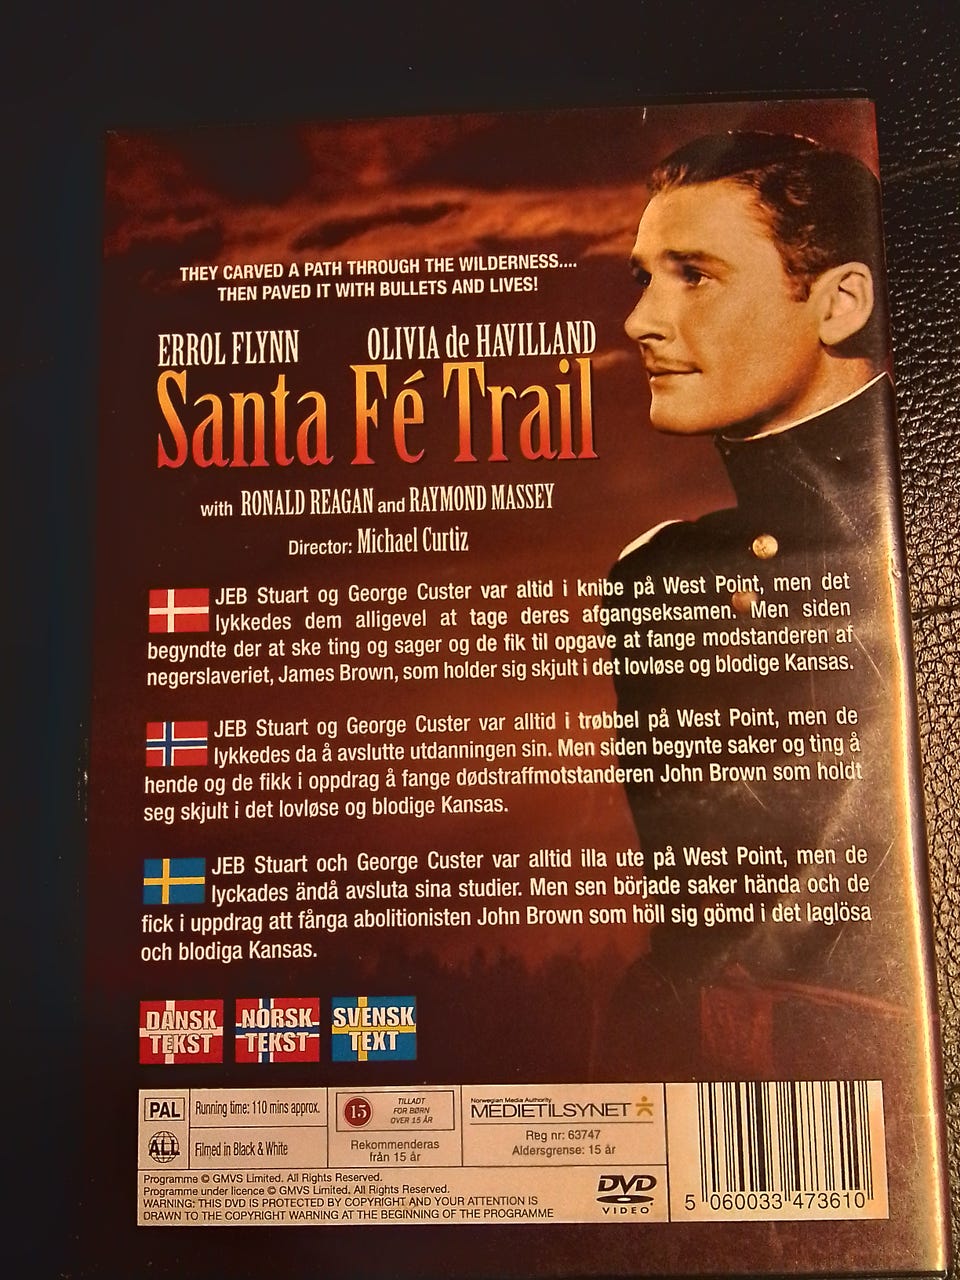 THEY CARVED A PATH THROUGH THE WILDERNESS....
THEN PAVED IT WITH BULLETS AND LIVES!
ERROL FLYNN OLIVIA de HAVILLAND
Santa Fé Trail
with RONALD REAGAN and RAYMOND MASSEY
Director: Michael Curtiz
JEB Stuart og George Custer var altid i knibe på West Point, men det
lykkedes dem alligevel at tage deres afgangseksamen. Men siden
begyndte der at ske ting og sager og de fik til opgave at fange modstanderen af
negerslaveriet, James Brown, som holder sig skjult i det lovløse og blodige Kansas.
JEB Stuart og George Custer var alltid i trøbbel på West Point, men de
lykkedes da å avslutte utdanningen sin. Men siden begynte saker og ting å
hende og de fikk i oppdrag å fange dødstraffmotstanderen John Brown som holdt
seg skjult i det lovløse og blodige Kansas.
JEB Stuart och George Custer var alltid illa ute på West Point, men de
lyckades ändå avsluta sina studier. Men sen började saker hända och de
fick i uppdrag att fånga abolitionisten John Brown som höll sig gömd i det laglösa
och blodiga Kansas.
DANSK TEKST
NORSK TEKST
SVENSK TEXT
PAL
Running time: 110 mins approx.
ALL
Filmed in Black & White
15
TILLADT
FOR BØRN
OVER 15 ÅR
Rekommenderas
från 15 år
Norwegian Media Authority
MEDIETILSYNET
Reg nr: 63747
Aldersgrense: 15 år
Programme © GMVS Limited. All Rights Reserved.
Programme under licence © GMVS Limited. All Rights Reserved.
WARNING: THIS DVD IS PROTECTED BY COPYRIGHT AND YOUR ATTENTION IS
DRAWN TO THE COPYRIGHT WARNING AT THE BEGINNING OF THE PROGRAMME
DVD
VIDEO
5 060033 473610